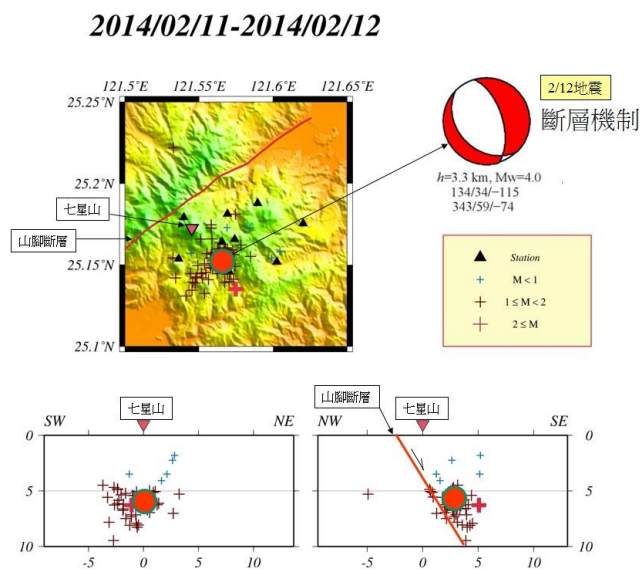 2014/02/11-2014/02/12
121.5°E 121.55°E 121.6°E 121.65°E
25.25°N
25.2°N
25.15°N
25.1°N
七星山
山腳斷層
2/12地震
斷層機制
h=3.3 km, Mw=4.0
134/34/−115
343/59/−74
Station
M < 1
1 ≤ M < 2
2 ≤ M
SW 七星山 NE
0
5
10
-5 0 5 10
山腳斷層 七星山
NW SE
0
5
10
-5 0 5 10